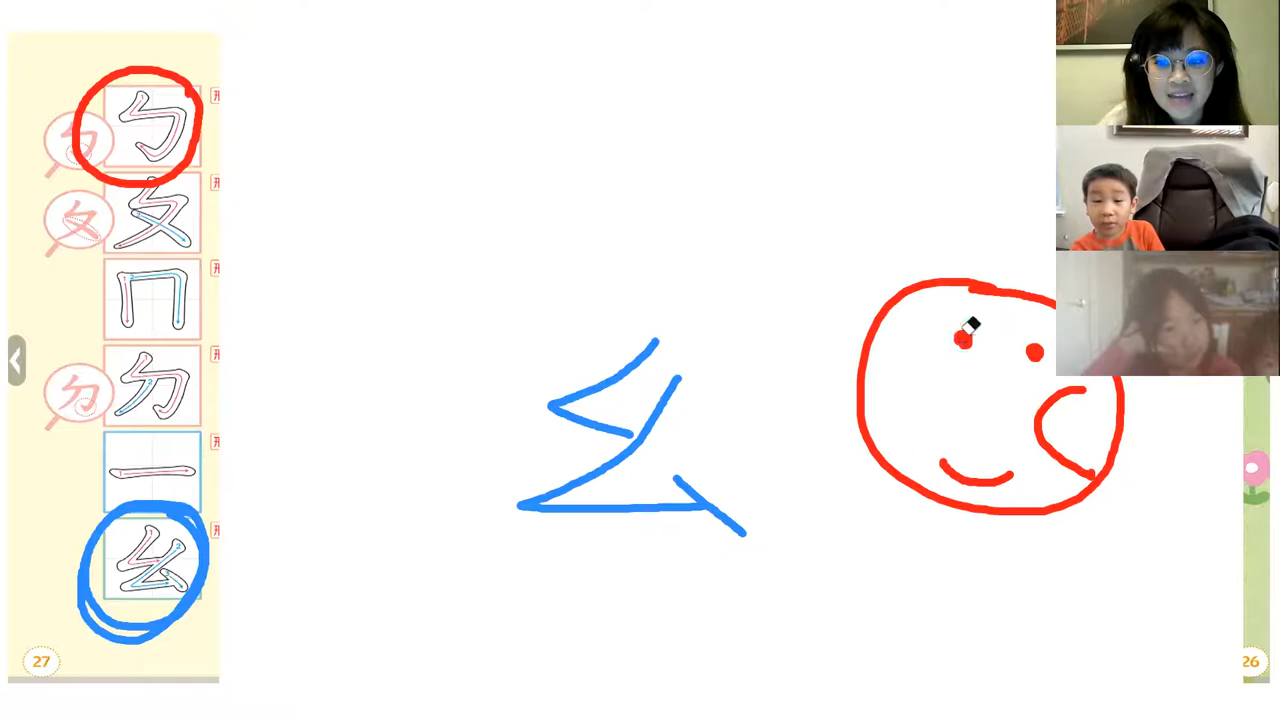 ㄅ ㄅ
ㄆ ㄆ
ㄇ
ㄉ ㄉ
ㄧ
ㄠ
ㄠ
27
26